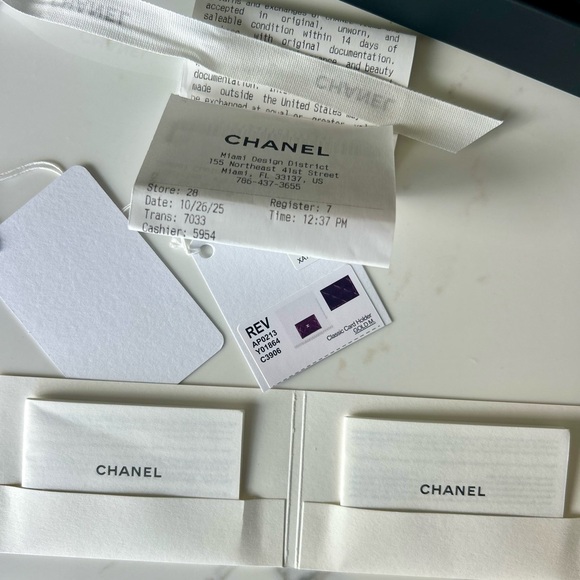 accepted in original, unworn, and
saleable condition within 14 days of
with original documentation.
and beauty
documentation.
made outside the United States
be exchanged at equal or greater
CHANEL
CHANEL
Miami Design District
155 Northeast 41st Street
Miami, FL 33137, US
786-437-3655
Store: 28
Register: 7
Date: 10/26/25
Time: 12:37 PM
Trans: 7033
Cashier: 5954
REV
AP0213
Y01864
C3906
Classic Card Holder
GOLD M.
CHANEL
CHANEL